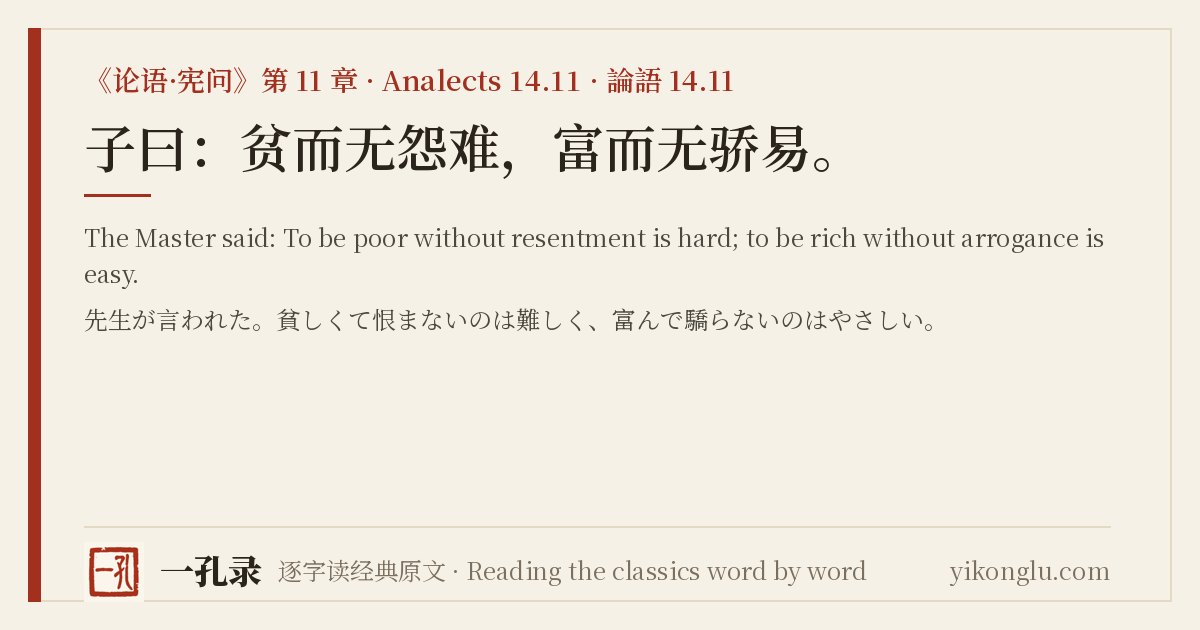 《论语·宪问》第 11 章 · Analects 14.11 · 論語 14.11
子曰：贫而无怨难，富而无骄易。
The Master said: To be poor without resentment is hard; to be rich without arrogance is
easy.
先生が言われた。貧しくて恨まないのは難しく、富んで驕らないのはやさしい。
一孔
一孔录 逐字读经典原文 · Reading the classics word by word yikonglu.com